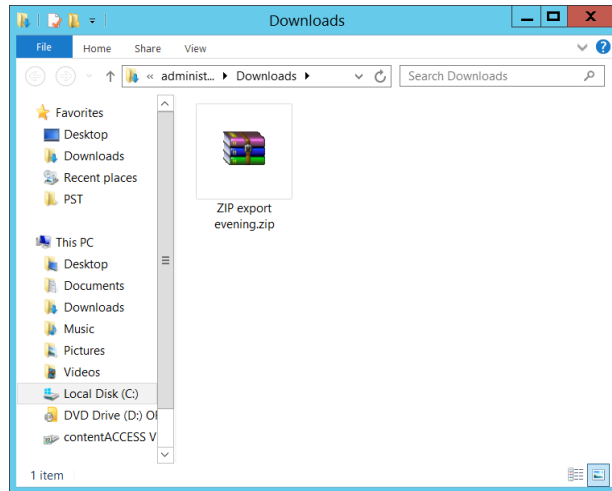 Downloads
File Home Share View
« administ... Downloads
Search Downloads
Favorites
Desktop
Downloads
Recent places
PST
This PC
Desktop
Documents
Downloads
Music
Pictures
Videos
Local Disk (C:)
DVD Drive (D:) OF
contentACCESS V
ZIP export
evening.zip
1 item